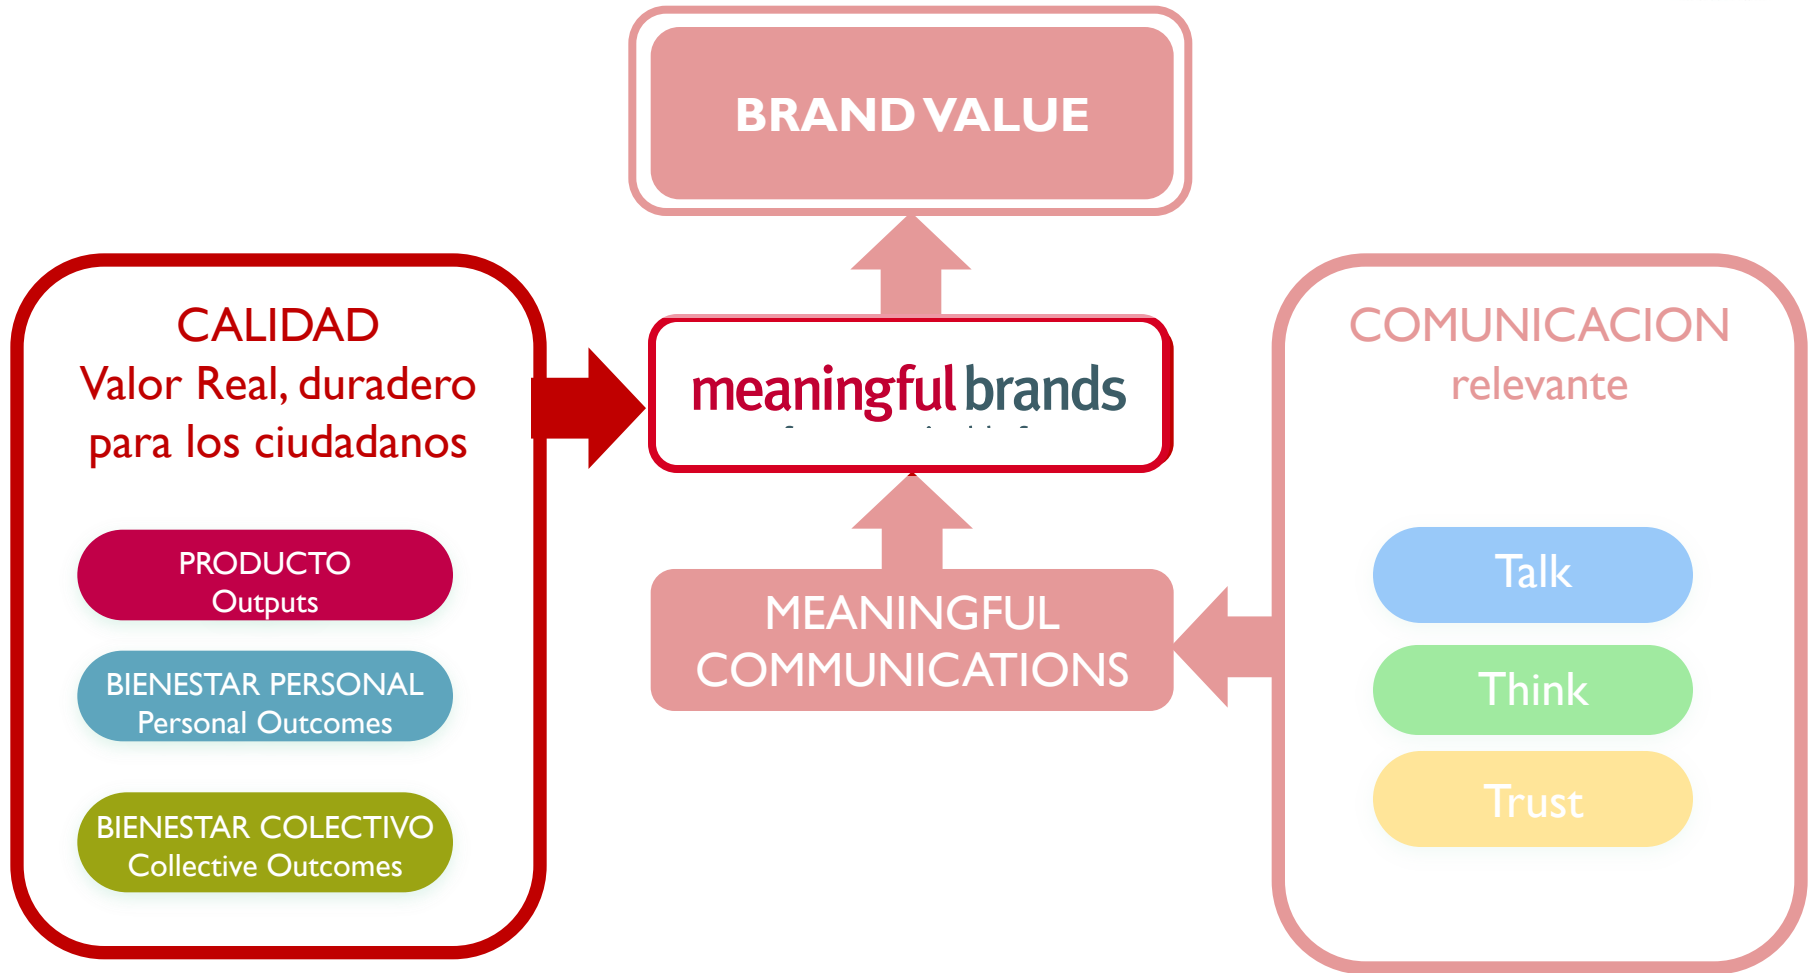 BRAND VALUE
CALIDAD
Valor Real, duradero
para los ciudadanos
PRODUCTO
Outputs
BIENESTAR PERSONAL
Personal Outcomes
BIENESTAR COLECTIVO
Collective Outcomes
meaningful brands
MEANINGFUL
COMMUNICATIONS
COMUNICACION
relevante
Talk
Think
Trust